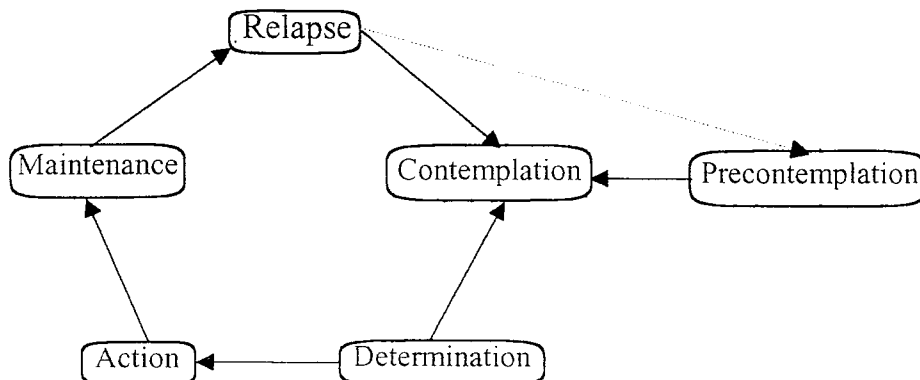 Relapse
Maintenance
Contemplation
Precontemplation
Action
Determination